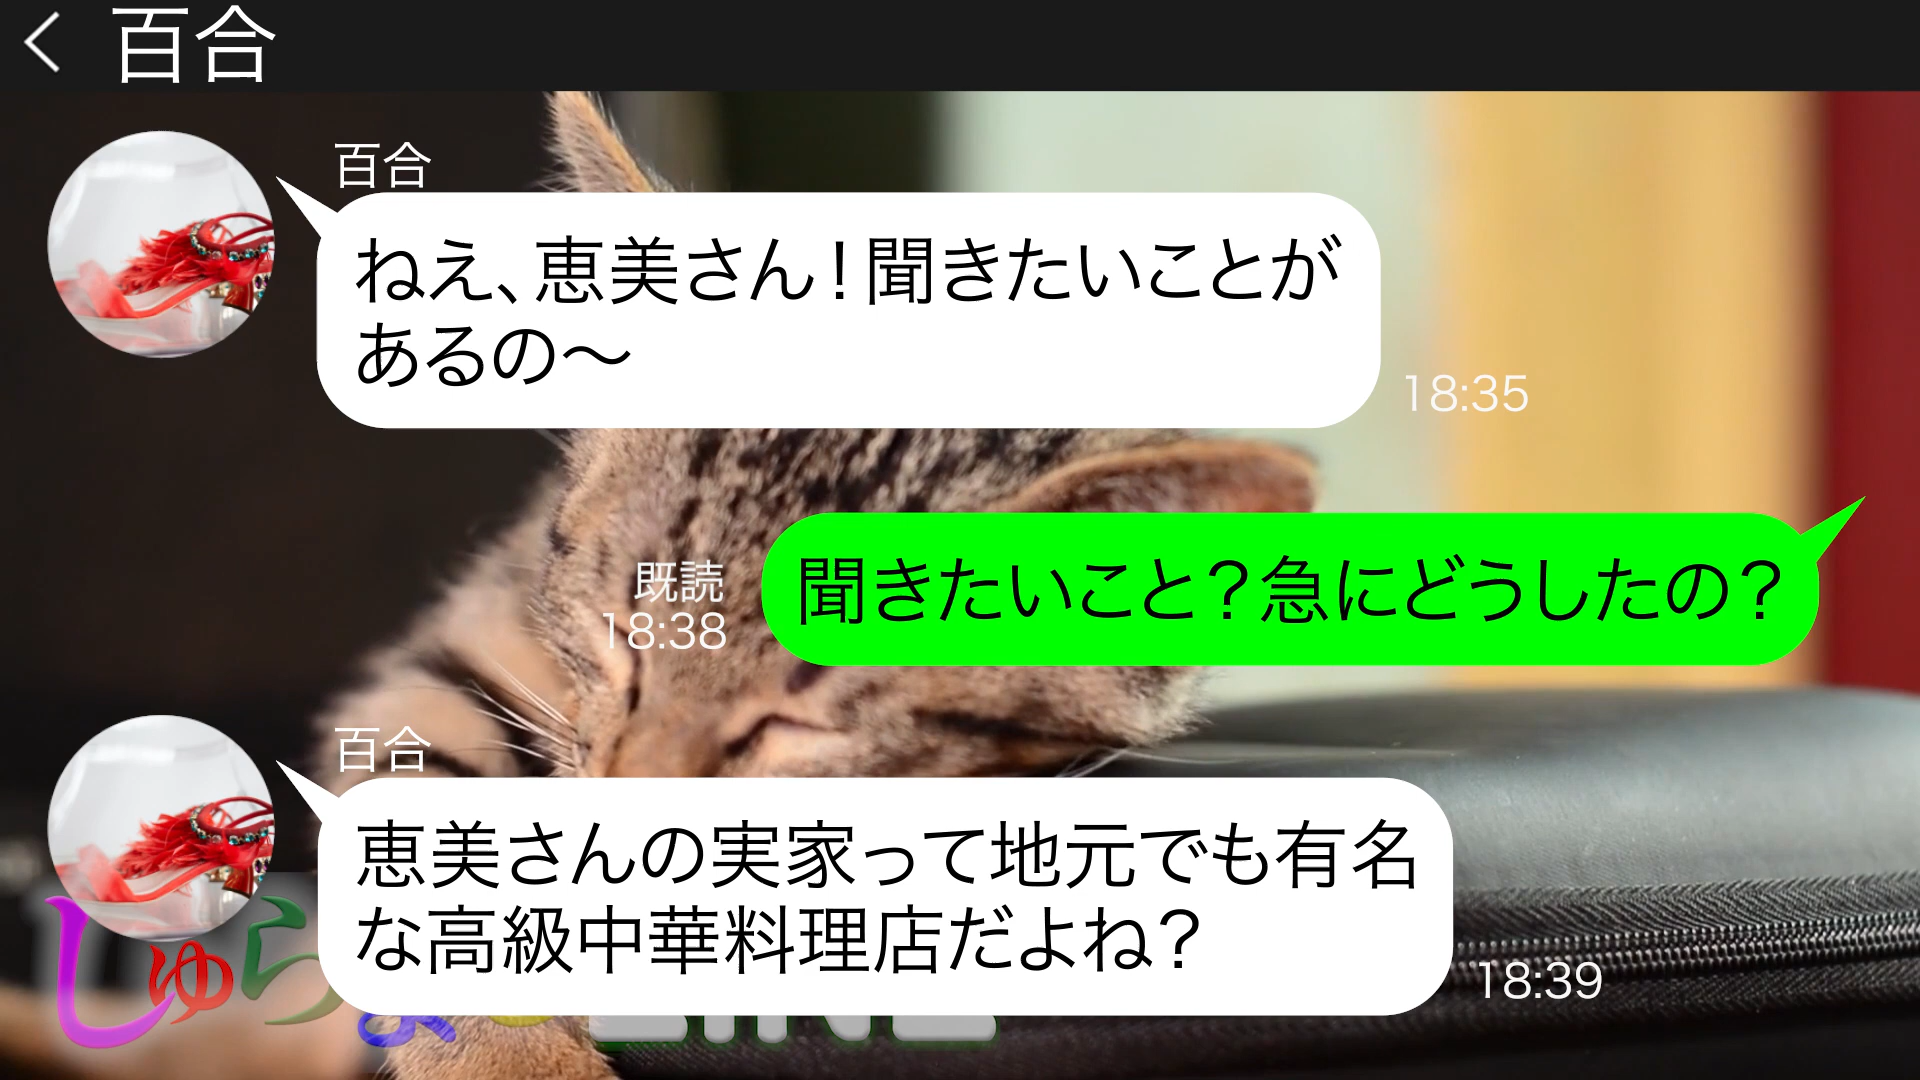 百合
百合
ねえ、恵美さん！聞きたいことが
あるの～
18:35
聞きたいこと？急にどうしたの？
既読
18:38
百合
恵美さんの実家って地元でも有名
な高級中華料理店だよね？
18:39
しゅら